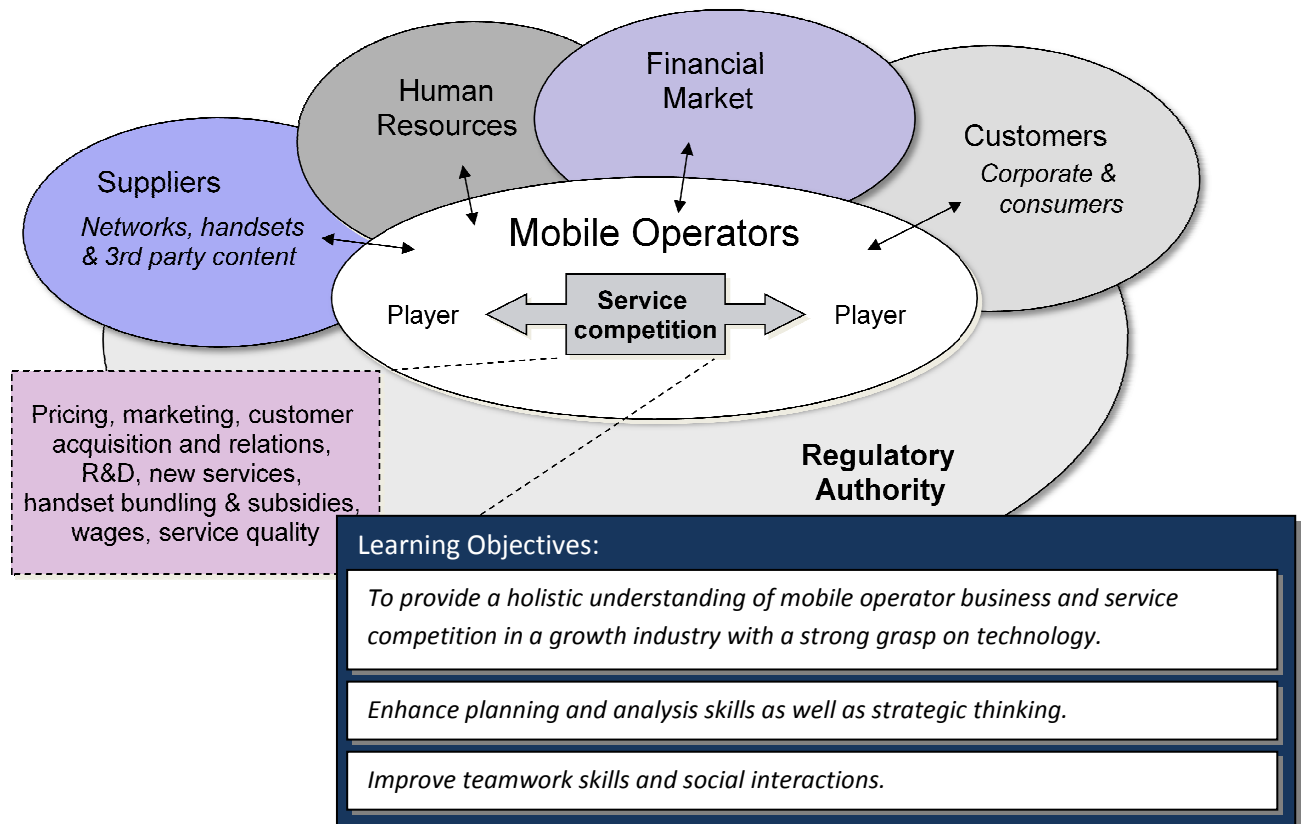 Financial
Market
Human
Resources
Customers
Corporate &
consumers
Suppliers
Networks, handsets
& 3rd party content
Mobile Operators
Player
Service
competition
Player
Pricing, marketing, customer
acquisition and relations,
R&D, new services,
handset bundling & subsidies,
wages, service quality
Regulatory
Authority
Learning Objectives:
To provide a holistic understanding of mobile operator business and service
competition in a growth industry with a strong grasp on technology.
Enhance planning and analysis skills as well as strategic thinking.
Improve teamwork skills and social interactions.